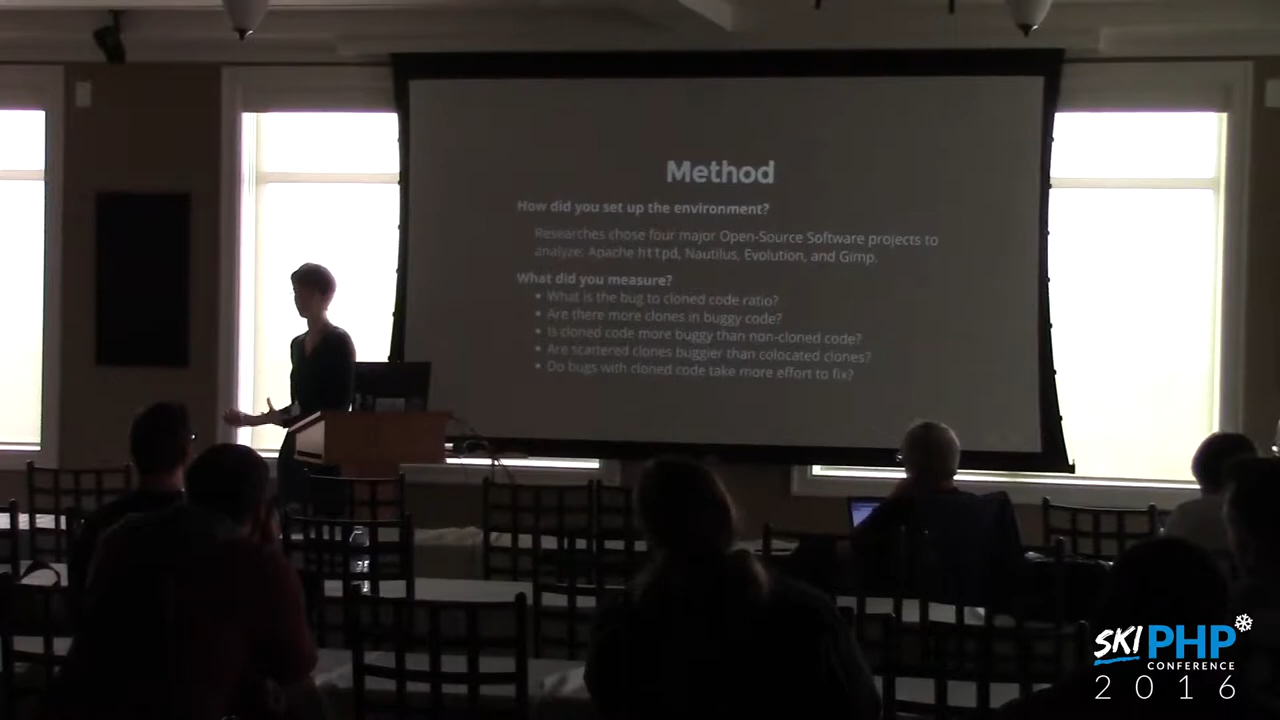 Method
How did you set up the environment?
Researches chose four major Open-Source Software projects to
analyze: Apache httpd, Nautilus, Evolution, and Gimp.
What did you measure?
• What is the bug to cloned code ratio?
• Are there more clones in buggy code?
• Is cloned code more buggy than non-cloned code?
• Are scattered clones buggier than colocated clones?
• Do bugs with cloned code take more effort to fix?
SKI PHP
CONFERENCE
2016